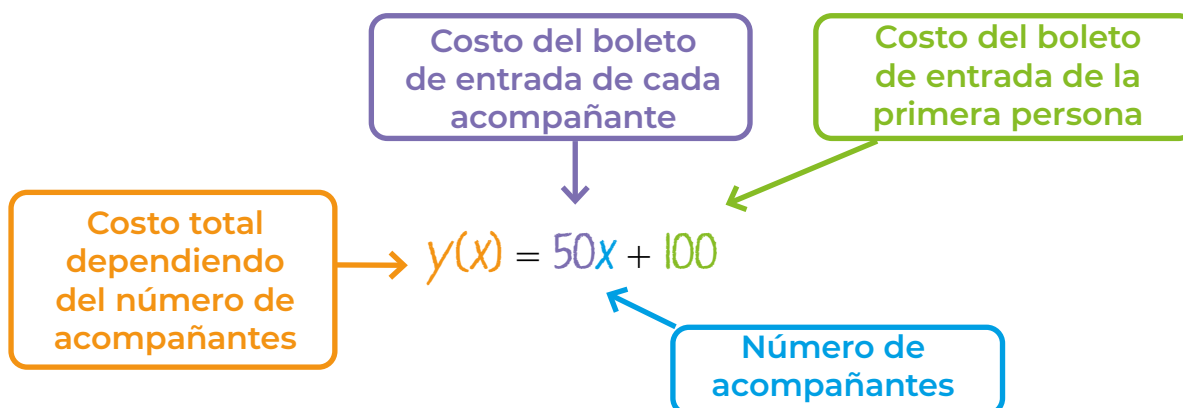 Costo del boleto
de entrada de cada
acompañante
Costo del boleto
de entrada de la
primera persona
Costo total
dependiendo
del número de
acompañantes
y(x) = 50x + 100
Número de
acompañantes